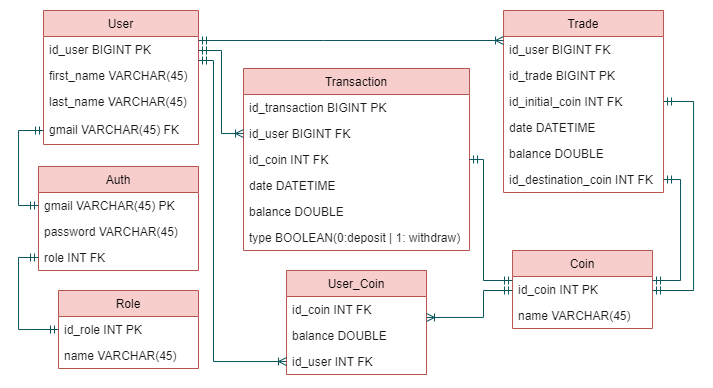 User
id_user BIGINT PK
first_name VARCHAR(45)
last_name VARCHAR(45)
gmail VARCHAR(45) FK
Auth
gmail VARCHAR(45) PK
password VARCHAR(45)
role INT FK
Role
id_role INT PK
name VARCHAR(45)
Transaction
id_transaction BIGINT PK
id_user BIGINT FK
id_coin INT FK
date DATETIME
balance DOUBLE
type BOOLEAN(0:deposit | 1: withdraw)
User_Coin
id_coin INT FK
balance DOUBLE
id_user INT FK
Trade
id_user BIGINT FK
id_trade BIGINT PK
id_initial_coin INT FK
date DATETIME
balance DOUBLE
id_destination_coin INT FK
Coin
id_coin INT PK
name VARCHAR(45)